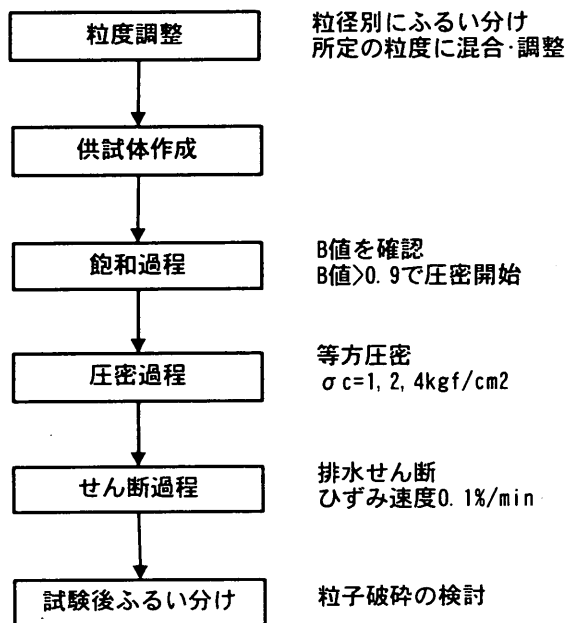 粒度調整
粒径別にふるい分け
所定の粒度に混合·調整
供試体作成
飽和過程
B値を確認
B値>0.9で圧密開始
圧密過程
等方圧密
σc=1,2,4kgf/cm2
せん断過程
排水せん断
ひずみ速度0.1%/min
試験後ふるい分け
粒子破砕の検討